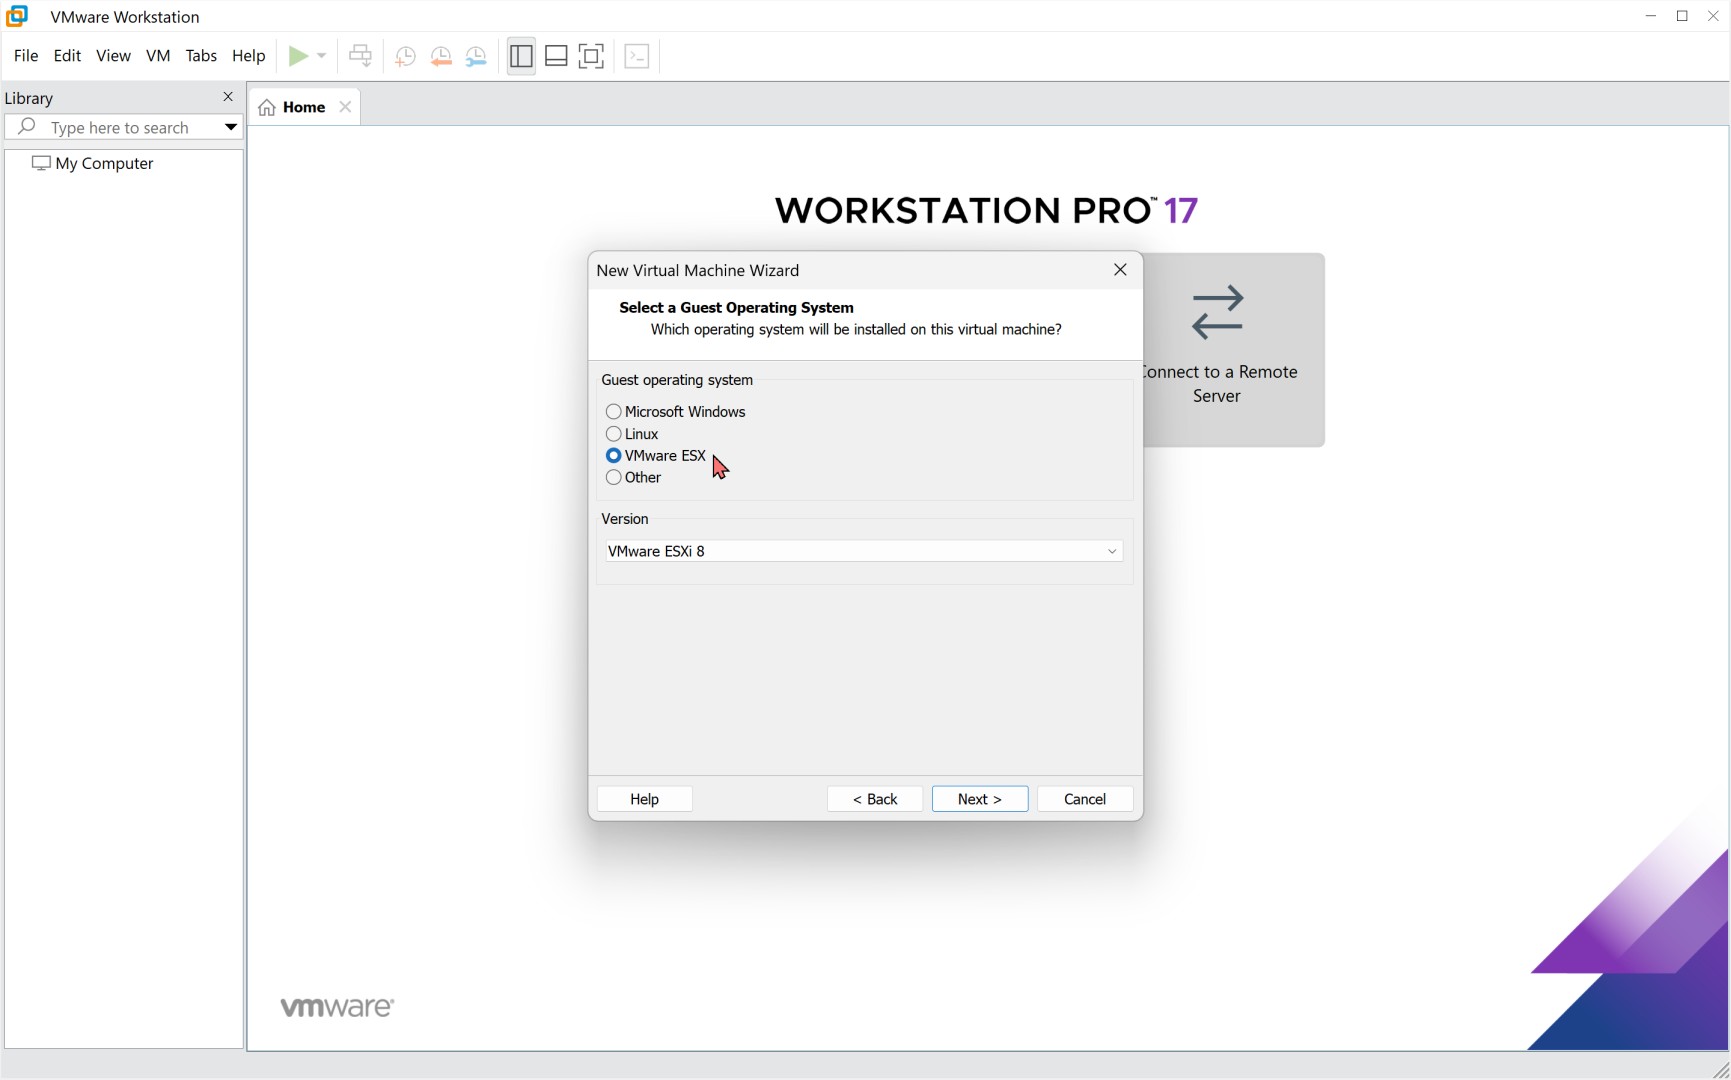 VMware Workstation
File Edit View VM Tabs Help
Library
Home
Type here to search
My Computer
WORKSTATION PRO™ 17
New Virtual Machine Wizard
Select a Guest Operating System
Which operating system will be installed on this virtual machine?
Guest operating system
Microsoft Windows
Linux
VMware ESX
Other
Version
VMware ESXi 8
Help
< Back
Next >
Cancel
onnect to a Remote
Server
vmware®